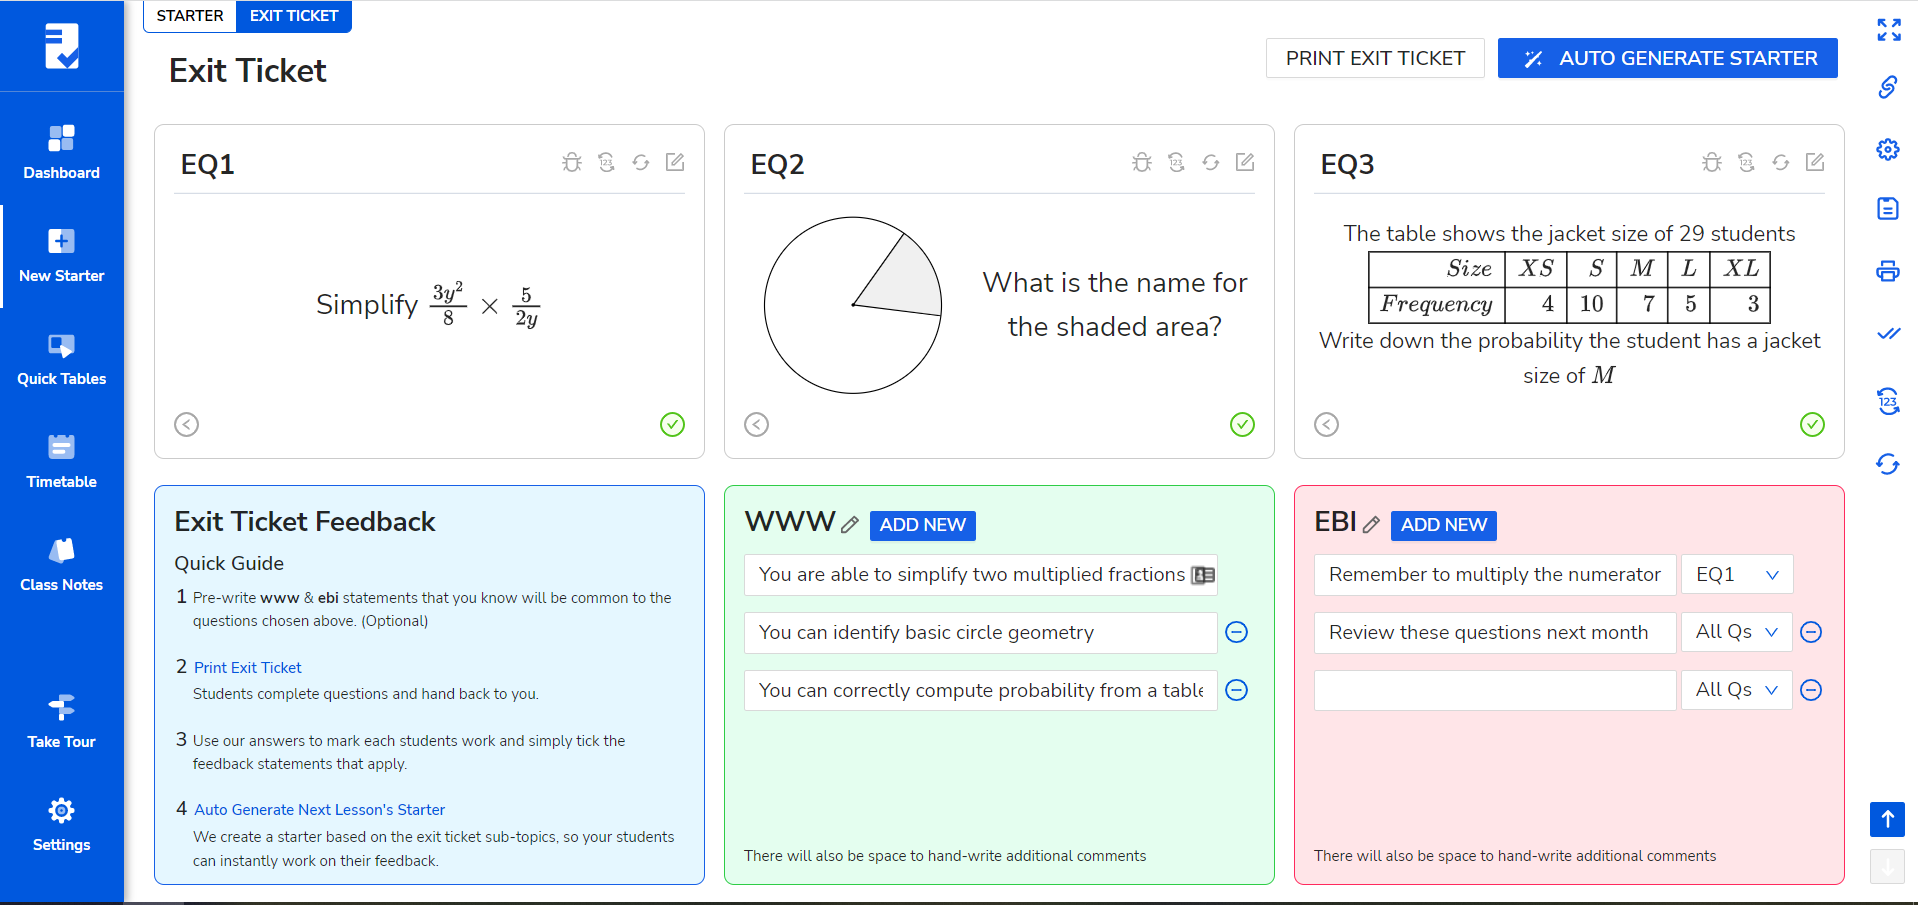 STARTER
EXIT TICKET
Exit Ticket
PRINT EXIT TICKET
AUTO GENERATE STARTER
Dashboard
New Starter
Quick Tables
Timetable
Class Notes
Take Tour
Settings
EQ1
123
Simplify 3y²/8 × 5/2y
EQ2
123
What is the name for
the shaded area?
EQ3
123
The table shows the jacket size of 29 students
Size XS S M L XL
Frequency 4 10 7 5 3
Write down the probability the student has a jacket
size of M
123
Exit Ticket Feedback
Quick Guide
1 Pre-write www & ebi statements that you know will be common to the
questions chosen above. (Optional)
2 Print Exit Ticket
Students complete questions and hand back to you.
3 Use our answers to mark each students work and simply tick the
feedback statements that apply.
4 Auto Generate Next Lesson's Starter
We create a starter based on the exit ticket sub-topics, so your students
can instantly work on their feedback.
WWW ADD NEW
You are able to simplify two multiplied fractions
You can identify basic circle geometry
You can correctly compute probability from a table
There will also be space to hand-write additional comments
EBI ADD NEW
Remember to multiply the numerator EQ1
Review these questions next month All Qs
All Qs
There will also be space to hand-write additional comments